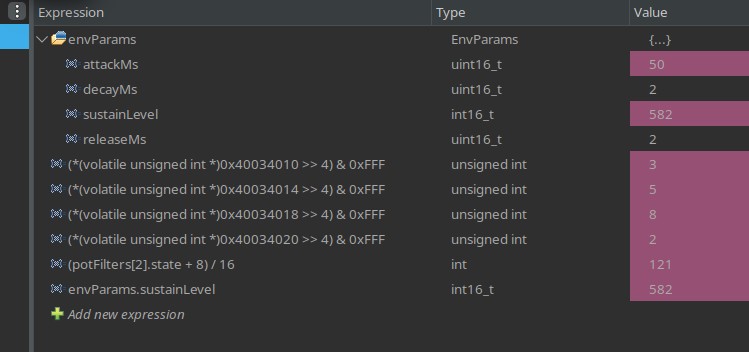 Expression Type Value
envParams EnvParams {...}
attackMs uint16_t 50
decayMs uint16_t 2
sustainLevel int16_t 582
releaseMs uint16_t 2
(*(volatile unsigned int *)0x40034010 >> 4) & 0xFFF unsigned int 3
(*(volatile unsigned int *)0x40034014 >> 4) & 0xFFF unsigned int 5
(*(volatile unsigned int *)0x40034018 >> 4) & 0xFFF unsigned int 8
(*(volatile unsigned int *)0x40034020 >> 4) & 0xFFF unsigned int 2
(potFilters[2].state + 8) / 16 int 121
envParams.sustainLevel int16_t 582
Add new expression